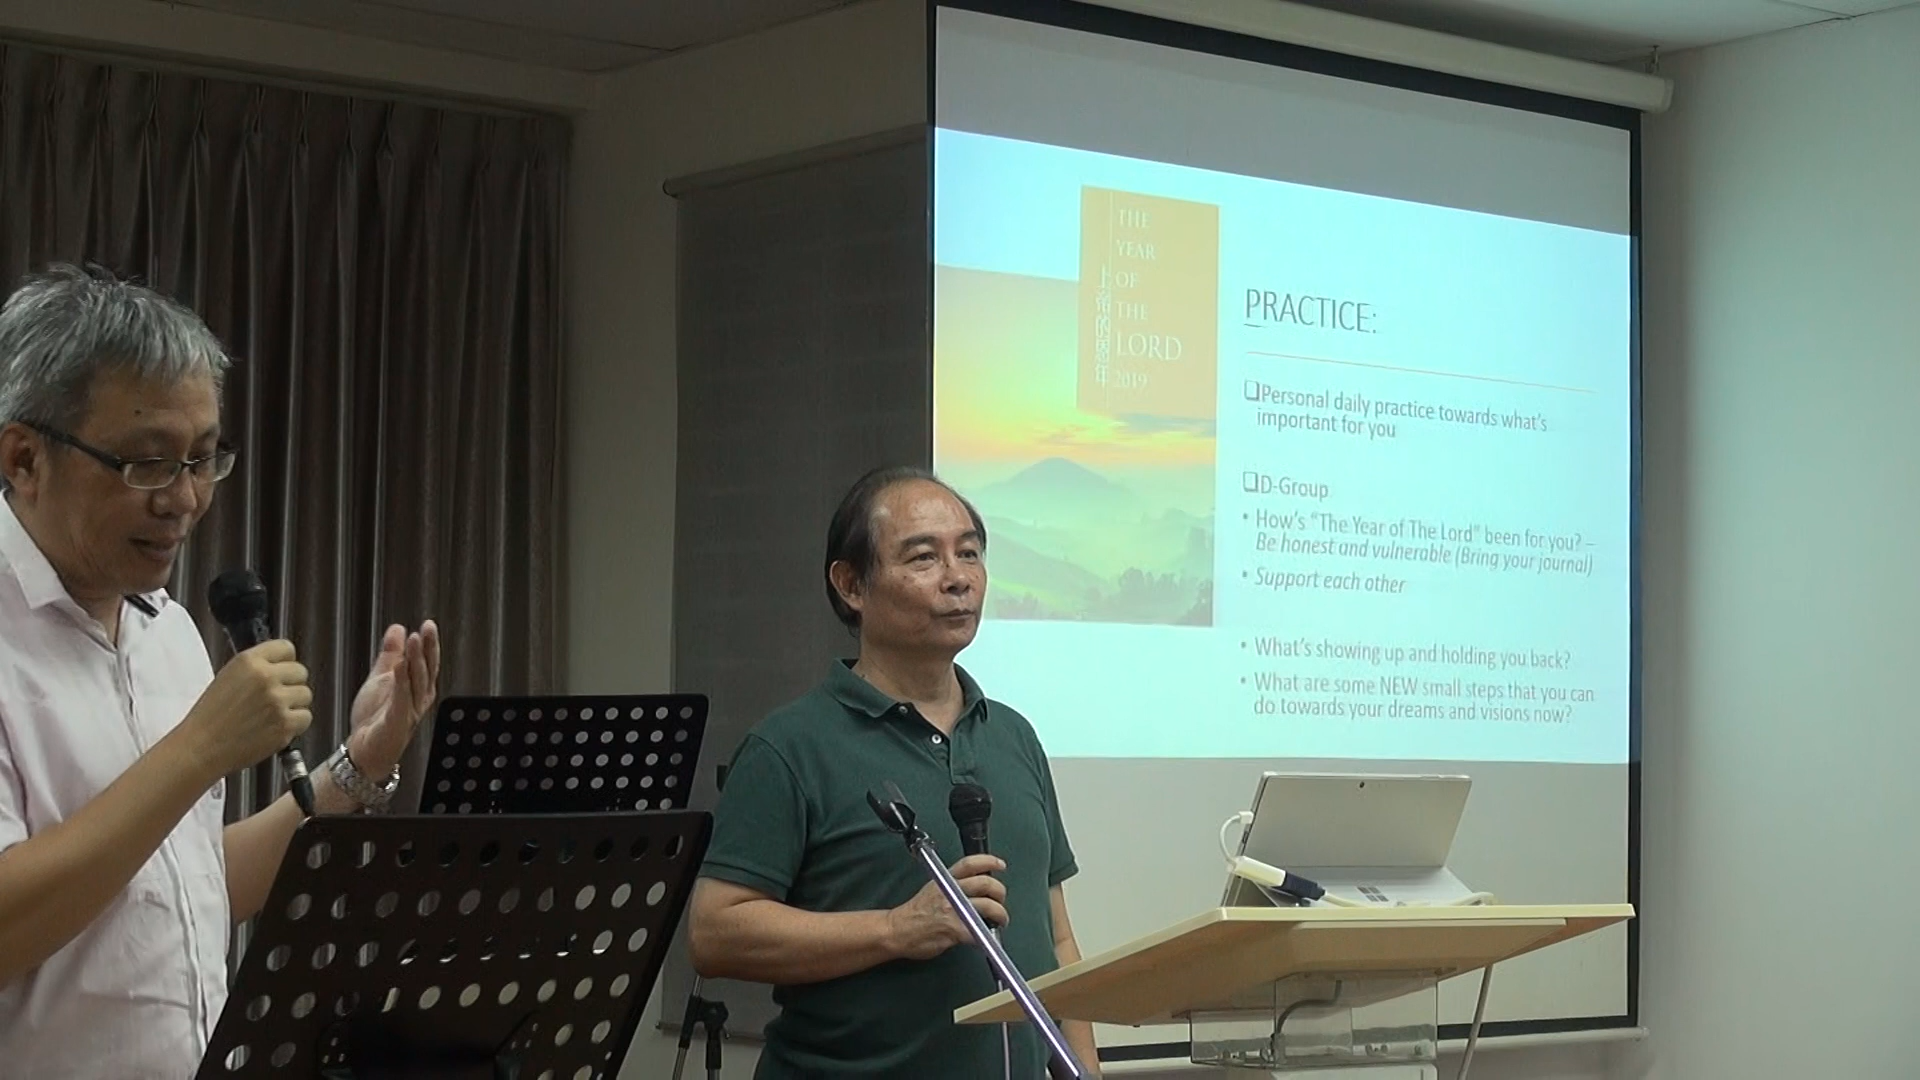 THE
YEAR
OF
THE
LORD
2019
上帝的恩年
PRACTICE:
❑Personal daily practice towards what's
important for you
❑D-Group
• How's "The Year of The Lord" been for you? –
Be honest and vulnerable (Bring your journal)
• Support each other
• What's showing up and holding you back?
• What are some NEW small steps that you can
do towards your dreams and visions now?